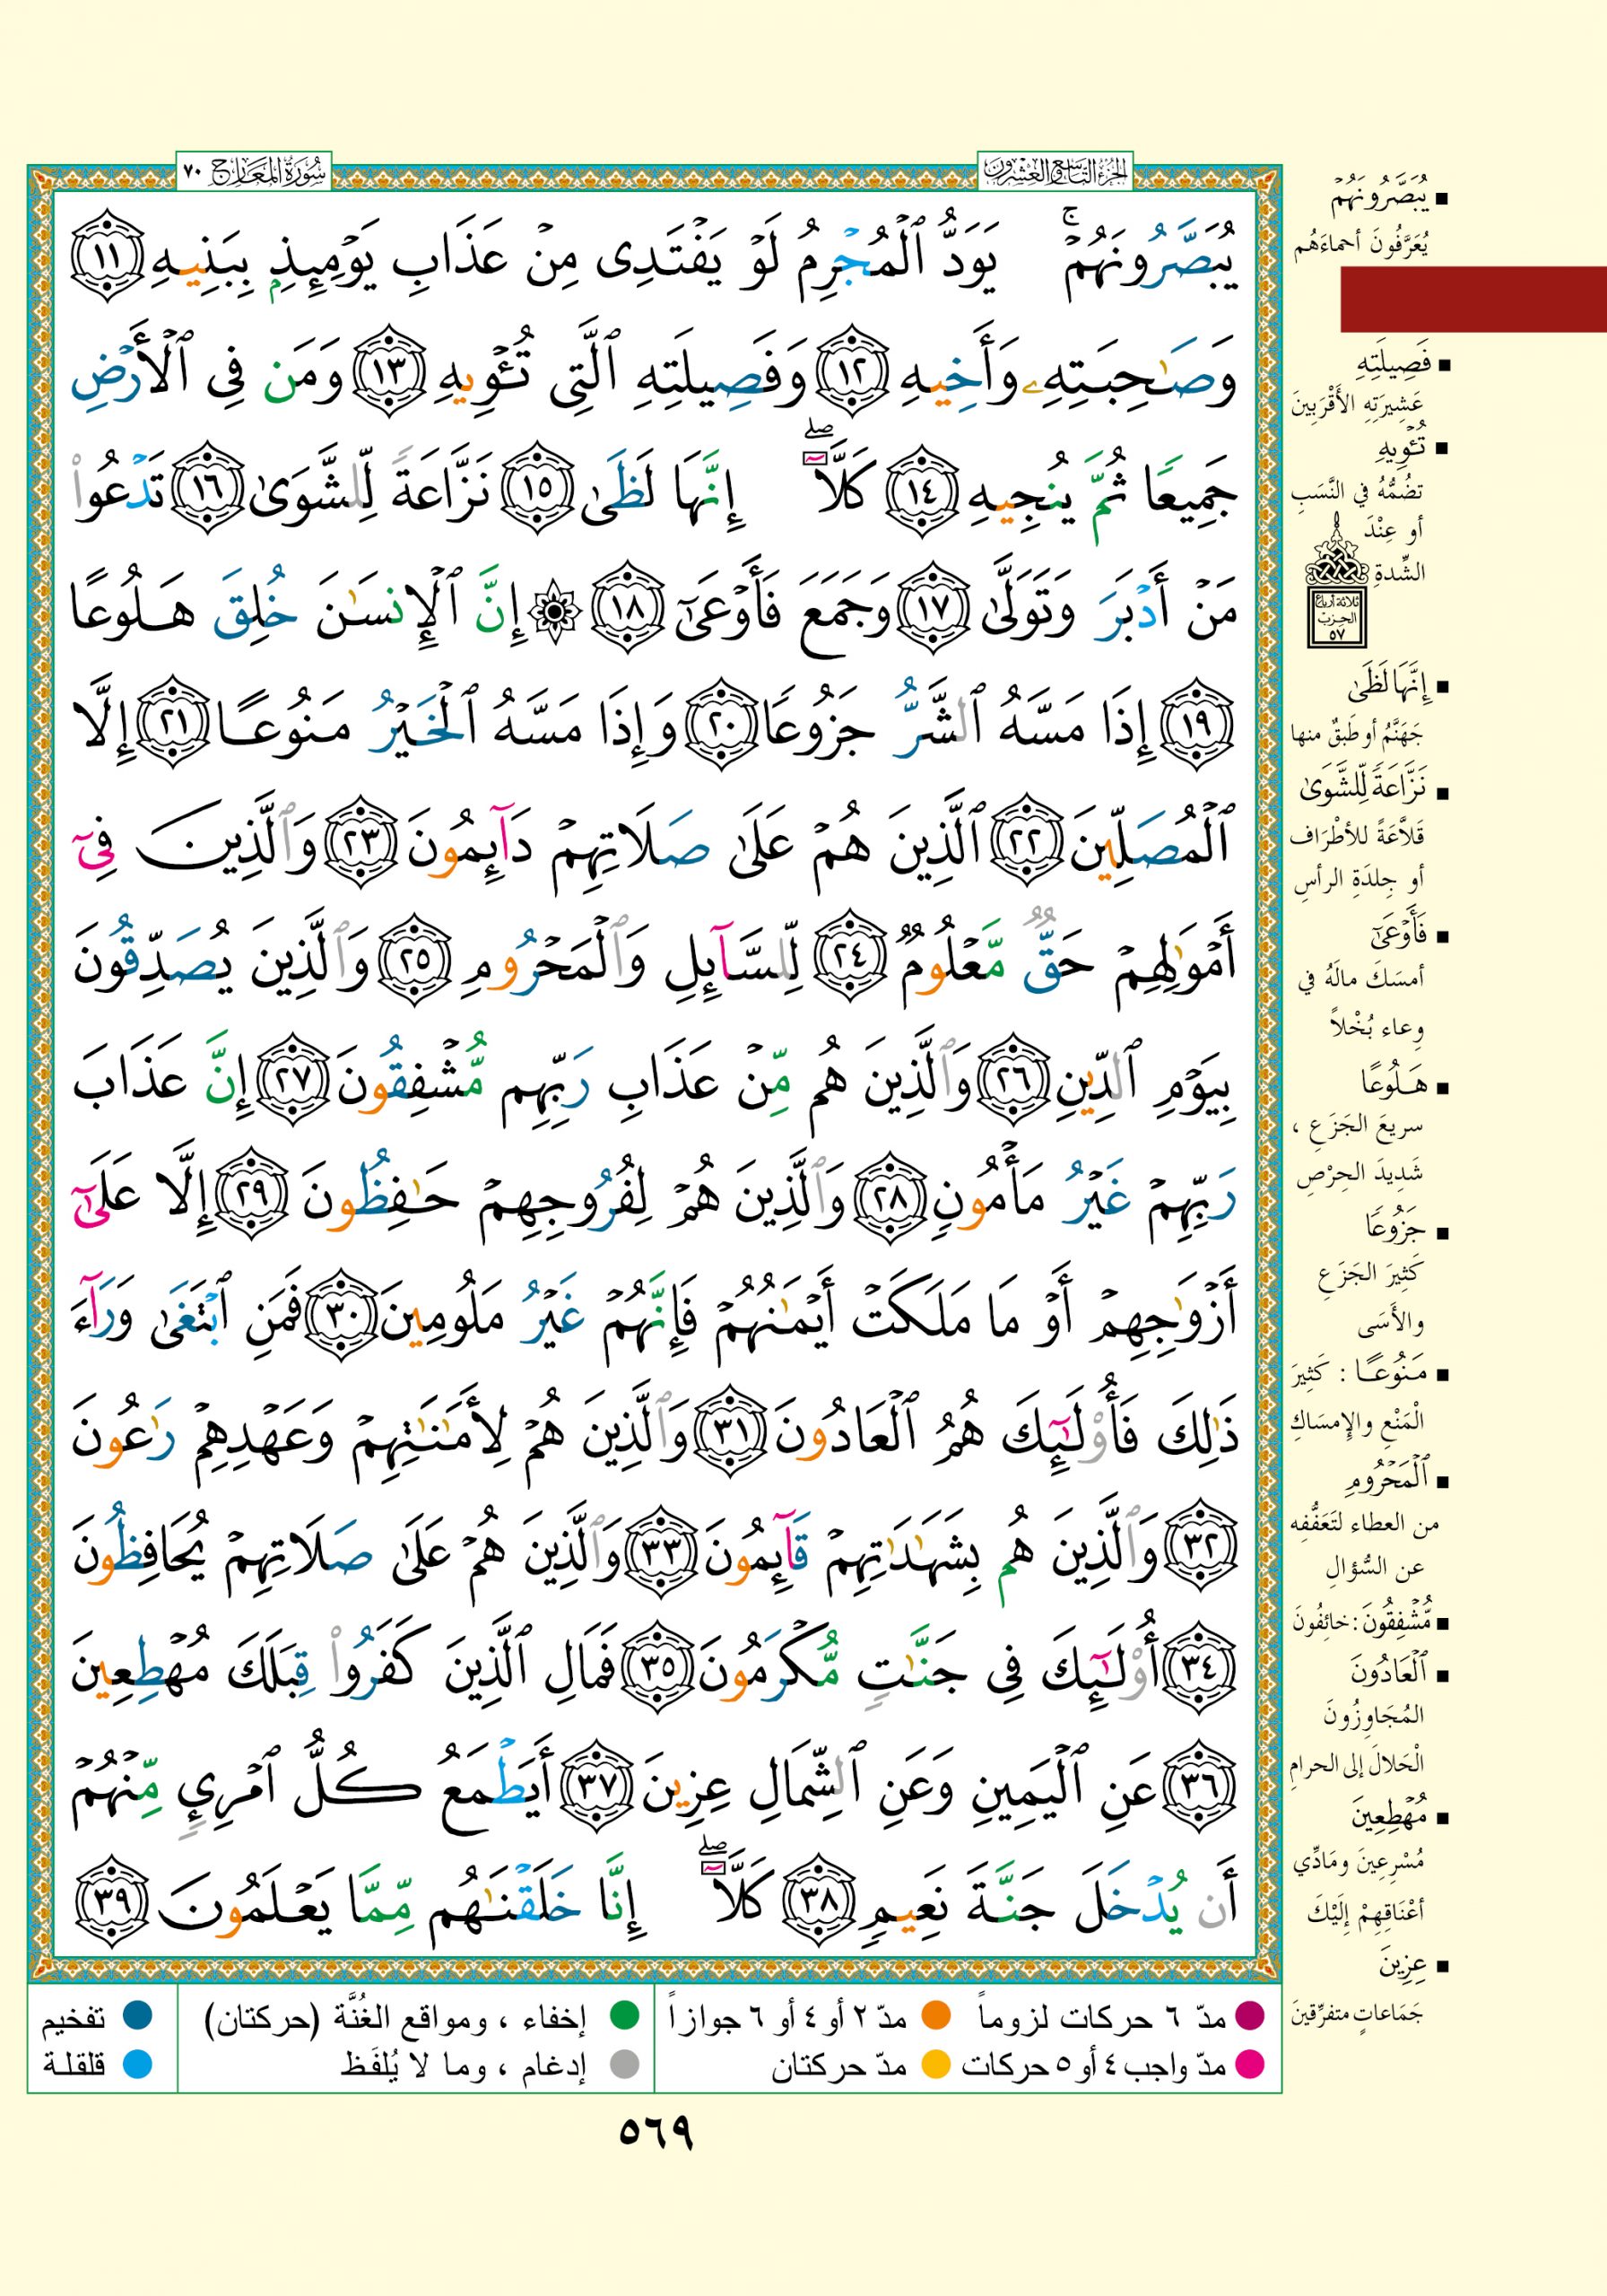 الجزء التاسع والعشرون
سورة المعارج ٧٠
يُبَصَّرُونَهُمْ ۚ يَوَدُّ ٱلْمُجْرِمُ لَوْ يَفْتَدِى مِنْ عَذَابِ يَوْمِئِذٍۭ بِبَنِيهِ ١١
وَصَـٰحِبَتِهِۦ وَأَخِيهِ ١٢ وَفَصِيلَتِهِ ٱلَّتِى تُـْٔوِيهِ ١٣ وَمَن فِى ٱلْأَرْضِ
جَمِيعًا ثُمَّ يُنجِيهِ ١٤ كَلَّآ ۖ إِنَّهَا لَظَىٰ ١٥ نَزَّاعَةً لِّلشَّوَىٰ ١٦ تَدْعُوا۟
مَنْ أَدْبَرَ وَتَوَلَّىٰ ١٧ وَجَمَعَ فَأَوْعَىٰٓ ١٨ ۞ إِنَّ ٱلْإِنسَـٰنَ خُلِقَ هَلُوعًا
١٩ إِذَا مَسَّهُ ٱلشَّرُّ جَزُوعًا ٢٠ وَإِذَا مَسَّهُ ٱلْخَيْرُ مَنُوعًا ٢١ إِلَّا
ٱلْمُصَلِّينَ ٢٢ ٱلَّذِينَ هُمْ عَلَىٰ صَلَاتِهِمْ دَآئِمُونَ ٢٣ وَٱلَّذِينَ فِىٓ
أَمْوَٰلِهِمْ حَقٌّ مَّعْلُومٌ ٢٤ لِّلسَّآئِلِ وَٱلْمَحْرُومِ ٢٥ وَٱلَّذِينَ يُصَدِّقُونَ
بِيَوْمِ ٱلدِّينِ ٢٦ وَٱلَّذِينَ هُم مِّنْ عَذَابِ رَبِّهِم مُّشْفِقُونَ ٢٧ إِنَّ عَذَابَ
رَبِّهِمْ غَيْرُ مَأْمُونٍ ٢٨ وَٱلَّذِينَ هُمْ لِفُرُوجِهِمْ حَـٰفِظُونَ ٢٩ إِلَّا عَلَىٰٓ
أَزْوَٰجِهِمْ أَوْ مَا مَلَكَتْ أَيْمَـٰنُهُمْ فَإِنَّهُمْ غَيْرُ مَلُومِينَ ٣٠ فَمَنِ ٱبْتَغَىٰ وَرَآءَ
ذَٰلِكَ فَأُو۟لَـٰٓئِكَ هُمُ ٱلْعَادُونَ ٣١ وَٱلَّذِينَ هُمْ لِأَمَـٰنَـٰتِهِمْ وَعَهْدِهِمْ رَٰعُونَ
٣٢ وَٱلَّذِينَ هُم بِشَهَـٰدَٰتِهِمْ قَآئِمُونَ ٣٣ وَٱلَّذِينَ هُمْ عَلَىٰ صَلَاتِهِمْ يُحَافِظُونَ
٣٤ أُو۟لَـٰٓئِكَ فِى جَنَّـٰتٍ مُّكْرَمُونَ ٣٥ فَمَالِ ٱلَّذِينَ كَفَرُوا۟ قِبَلَكَ مُهْطِعِينَ
٣٦ عَنِ ٱلْيَمِينِ وَعَنِ ٱلشِّمَالِ عِزِينَ ٣٧ أَيَطْمَعُ كُلُّ ٱمْرِئٍ مِّنْهُمْ
أَن يُدْخَلَ جَنَّةَ نَعِيمٍ ٣٨ كَلَّآ ۖ إِنَّا خَلَقْنَـٰهُم مِّمَّا يَعْلَمُونَ ٣٩
▪ يُبَصَّرُونَهُمْ
يُعَرَّفُونَ أحماءَهُم
▪ فَصِيلَتِهِ
عَشِيرَتِهِ الأَقْرَبِينَ
▪ تُـْٔوِيهِ
تضُمُّهُ في النَّسَبِ
أو عِنْدَ
الشِّدةِ
ثلاثة أرباع
الحزب
٥٧
▪ إِنَّهَا لَظَىٰ
جَهَنَّمُ أو طَبقٌ منها
▪ نَزَّاعَةً لِّلشَّوَىٰ
قَلاَّعَةً للأطْرَاف
أو جِلدَةِ الرأسِ
▪ فَأَوْعَىٰٓ
أمسَكَ مالَهُ في
وِعاء بُخْلاً
▪ هَلُوعًا
سريعَ الجَزَعِ ،
شَدِيدَ الحِرْصِ
▪ جَزُوعًا
كَثِيرَ الجَزَعِ
والأَسَى
▪ مَنُوعًا : كَثِيرَ
الْمَنْعِ والإِمسَاكِ
▪ ٱلْمَحْرُومِ
من العطاء لتَعَفُّفِه
عن السُّؤالِ
▪ مُّشْفِقُونَ : خائِفُونَ
▪ ٱلْعَادُونَ
المُجَاوِزُونَ
الْحَلالَ إلى الحرامِ
▪ مُهْطِعِينَ
مُسْرِعِينَ ومَادِّي
أعْنَاقِهِمْ إِلَيْكَ
▪ عِزِينَ
جَمَاعاتٍ متفرِّقينَ
مدّ ٦ حركات لزوماً
مدّ ٢ أو ٤ أو ٦ جوازاً
إخفاء ، ومواقع الغُنَّة (حركتان)
تفخيم
مدّ واجب ٤ أو ٥ حركات
مدّ حركتان
إدغام ، وما لا يُلفَظ
قلقلة
٥٦٩